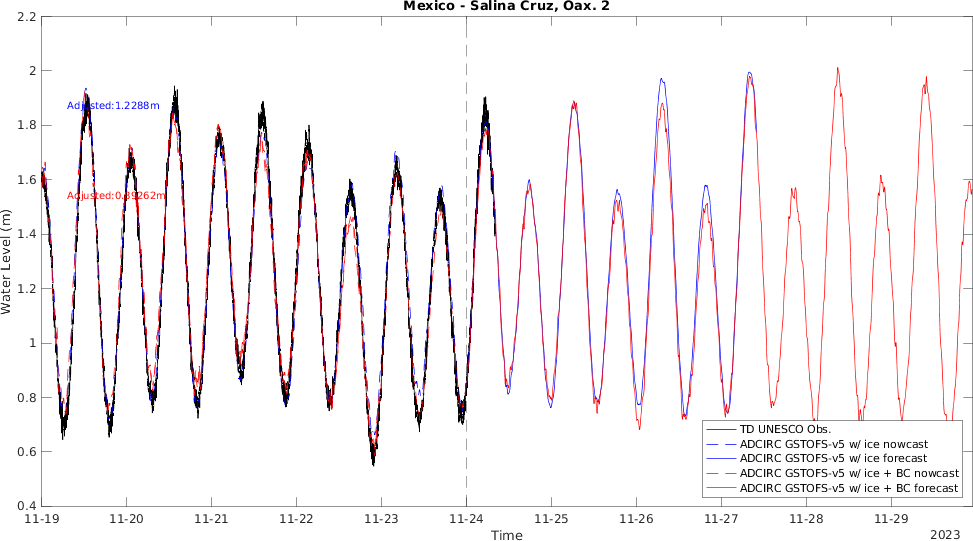 Mexico - Salina Cruz, Oax. 2
2.2
2
1.8
1.6
1.4
1.2
1
0.8
0.6
0.4
Water Level (m)
Adjusted:1.2288m
Adjusted:0.89262m
TD UNESCO Obs.
ADCIRC GSTOFS-v5 w/ ice nowcast
ADCIRC GSTOFS-v5 w/ ice forecast
ADCIRC GSTOFS-v5 w/ ice + BC nowcast
ADCIRC GSTOFS-v5 w/ ice + BC forecast
11-19 11-20 11-21 11-22 11-23 11-24 11-25 11-26 11-27 11-28 11-29
Time
2023